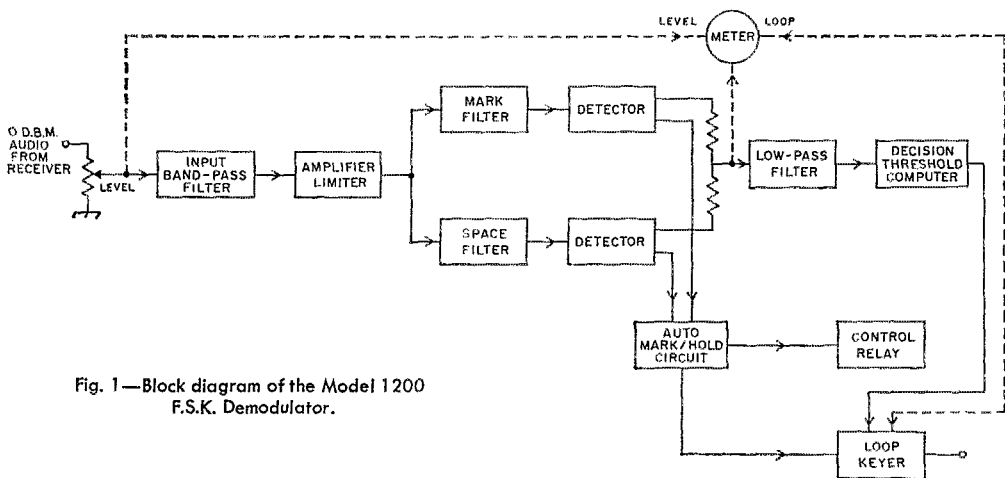 LEVEL
LOOP
METER
O D.B.M.
AUDIO
FROM
RECEIVER
LEVEL
INPUT
BAND-PASS
FILTER
AMPLIFIER
LIMITER
MARK
FILTER
DETECTOR
SPACE
FILTER
DETECTOR
LOW-PASS
FILTER
DECISION
THRESHOLD
COMPUTER
AUTO
MARK/HOLD
CIRCUIT
CONTROL
RELAY
LOOP
KEYER
Fig. 1—Block diagram of the Model 1200
F.S.K. Demodulator.